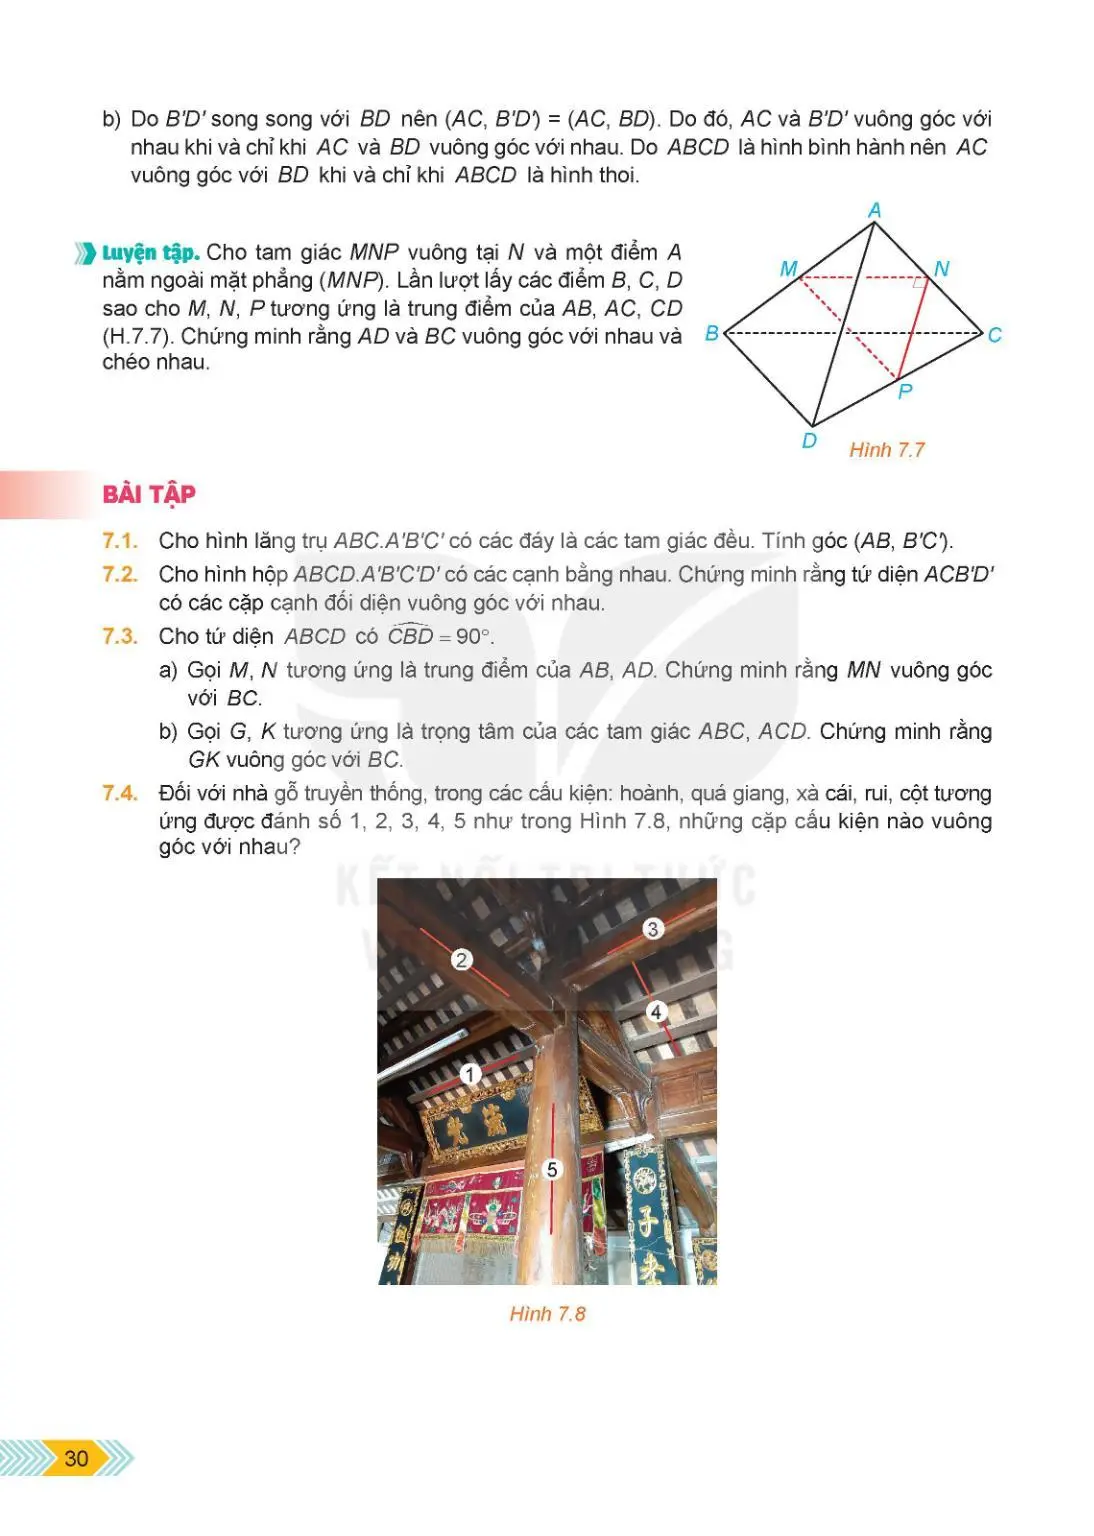 b) Do B'D' song song với BD nên (AC, B'D') = (AC, BD). Do đó, AC và B'D' vuông góc với
nhau khi và chỉ khi AC và BD vuông góc với nhau. Do ABCD là hình bình hành nên AC
vuông góc với BD khi và chỉ khi ABCD là hình thoi.
Luyện tập. Cho tam giác MNP vuông tại N và một điểm A
nằm ngoài mặt phẳng (MNP). Lần lượt lấy các điểm B, C, D
sao cho M, N, P tương ứng là trung điểm của AB, AC, CD
(H.7.7). Chứng minh rằng AD và BC vuông góc với nhau và
chéo nhau.
A
M
N
B
C
P
D
Hình 7.7
BÀI TẬP
7.1. Cho hình lăng trụ ABC.A'B'C' có các đáy là các tam giác đều. Tính góc (AB, B'C').
7.2. Cho hình hộp ABCD.A'B'C'D' có các cạnh bằng nhau. Chứng minh rằng tứ diện ACB'D'
có các cặp cạnh đối diện vuông góc với nhau.
7.3. Cho tứ diện ABCD có CBD = 90°.
a) Gọi M, N tương ứng là trung điểm của AB, AD. Chứng minh rằng MN vuông góc
với BC.
b) Gọi G, K tương ứng là trọng tâm của các tam giác ABC, ACD. Chứng minh rằng
GK vuông góc với BC.
7.4. Đối với nhà gỗ truyền thống, trong các cấu kiện: hoành, quá giang, xà cái, rui, cột tương
ứng được đánh số 1, 2, 3, 4, 5 như trong Hình 7.8, những cặp cấu kiện nào vuông
góc với nhau?
KẾT NỐI TRI THỨC
3
2
4
1
5
子
孝
Hình 7.8
30